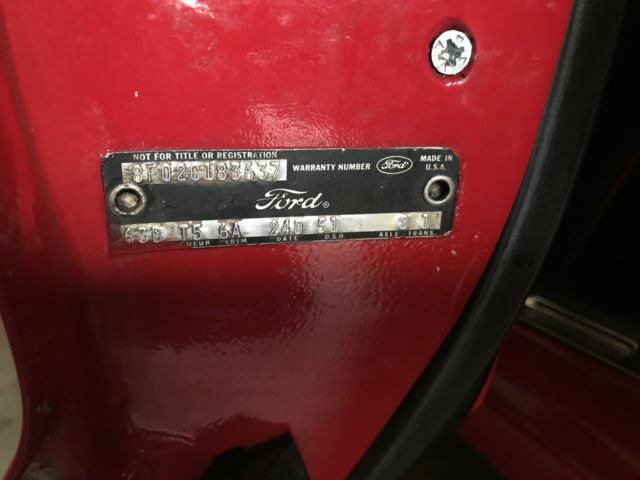 NOT FOR TITLE OR REGISTRATION
8F02C183637 WARRANTY NUMBER Ford MADE IN U.S.A.
Ford®
63B T5 6A 24D 51 3 1
COLOR TRIM DATE D.S.O. AXLE TRANS.